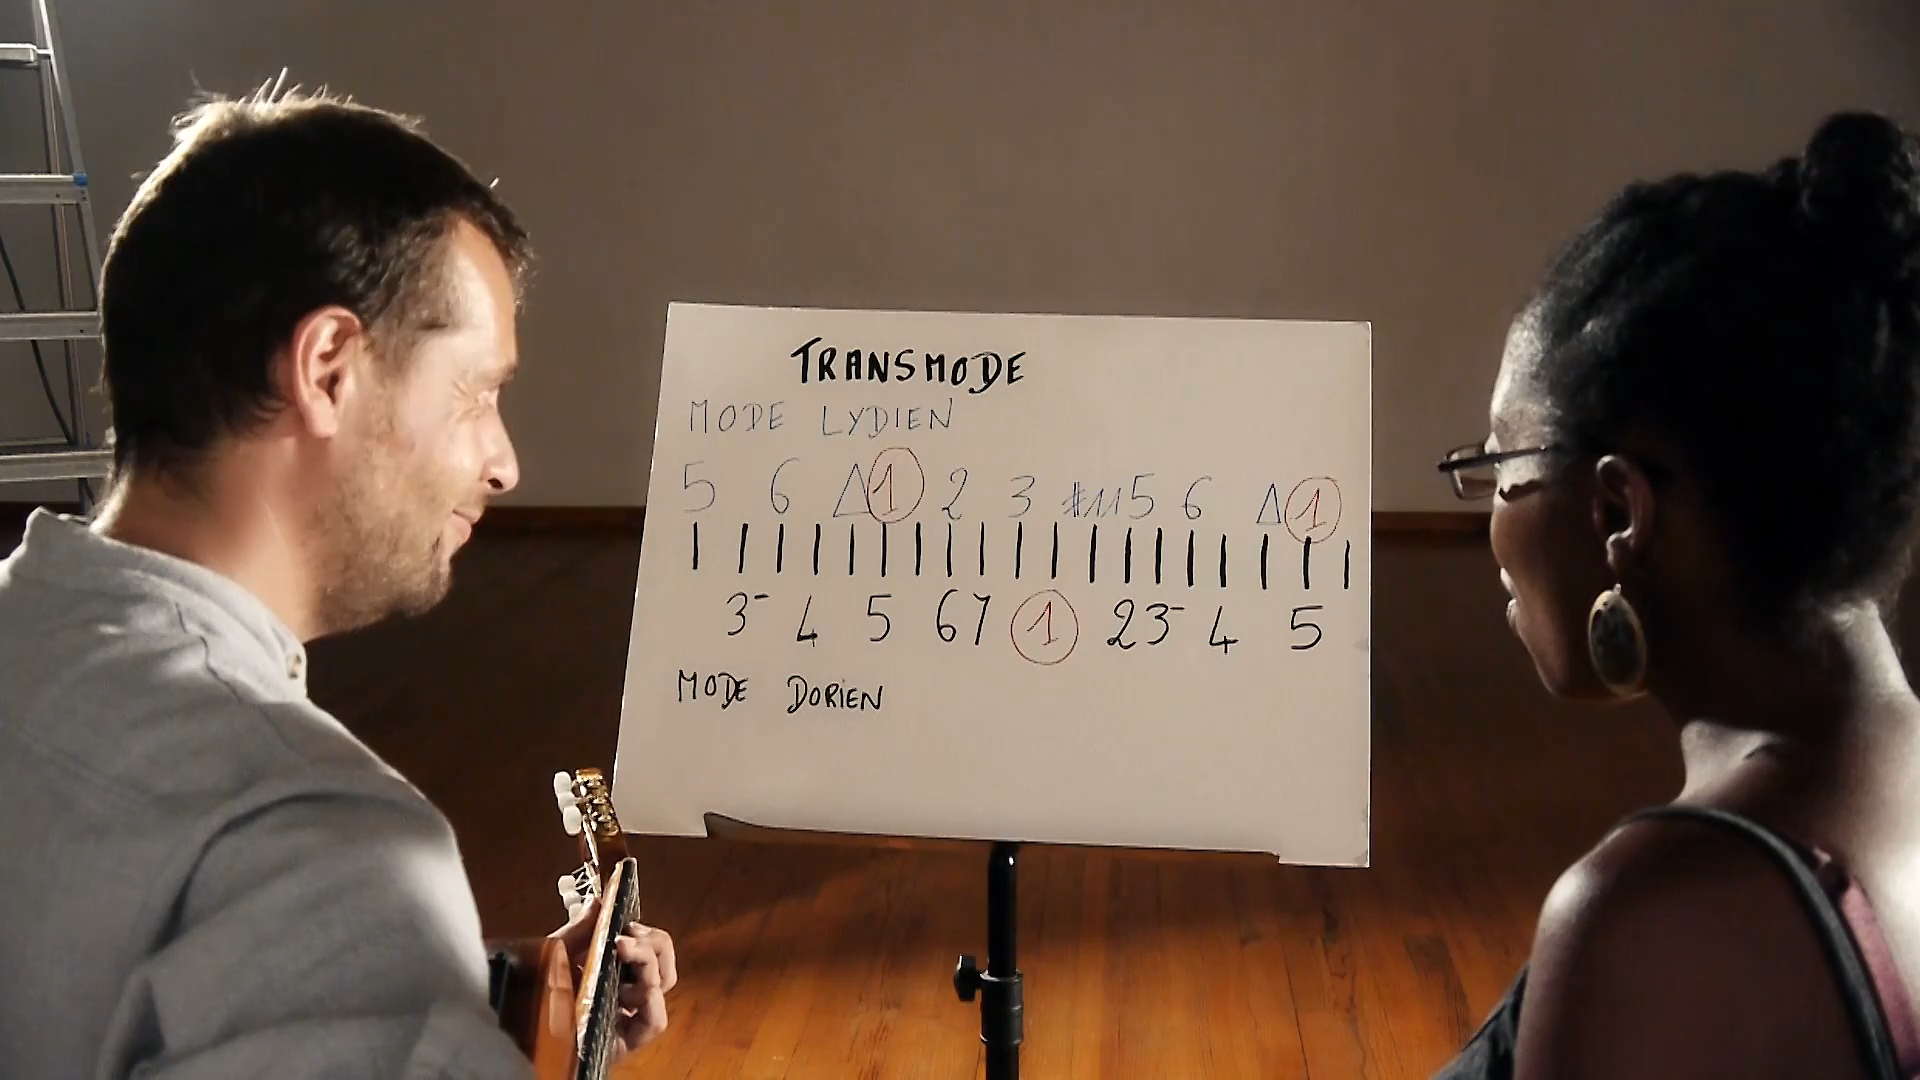 TRANSMODE
MODE LYDIEN
5 6 Δ 1 2 3 #11 5 6 Δ 1
3- 4 5 6 7 1 2 3- 4 5
MODE DORIEN